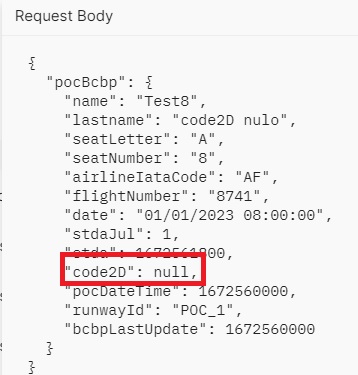 Request Body
{
"pocBcbp": {
"name": "Test8",
"lastname": "code2D nulo",
"seatLetter": "A",
"seatNumber": "8",
"airlineIataCode": "AF",
"flightNumber": "8741",
"date": "01/01/2023 08:00:00",
"stdaJul": 1,
"stda": 1672561800,
"code2D": null,
"pocDateTime": 1672560000,
"runwayId": "POC_1",
"bcbpLastUpdate": 1672560000
}
}